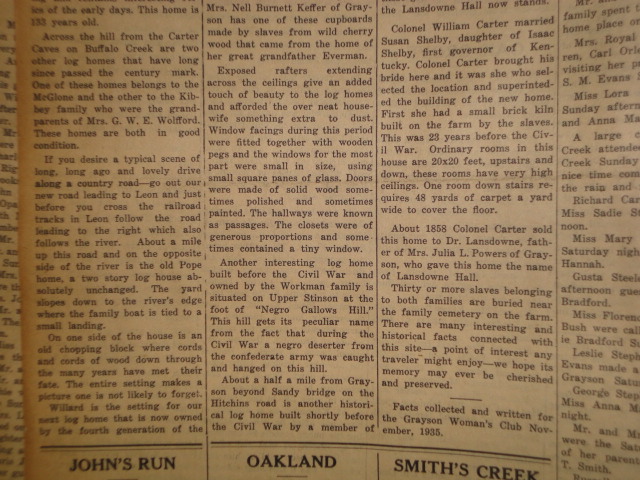 ics of the early days. This home is
133 years old.
Across the hill from the Carter
Caves on Buffalo Creek are two
other log homes that have long
since passed the century mark.
One of these homes belongs to the
McGlone and the other to the Kib-
bey family who were the grand-
parents of Mrs. G. W. E. Wolfford.
These homes are both in good
condition.
If you desire a typical scene of
long, long ago and lovely drive
along a country road—go out our
new road leading to Leon and just
before you cross the railroad
tracks in Leon follow the road
leading to the right which also
follows the river. About a mile
up this road and on the opposite
side of the river is the old Pope
home, a two story log house ab-
solutely unchanged. The yard
slopes down to the river's edge
where the family boat is tied to a
small landing.
On one side of the house is an
old chopping block where cords
and cords of wood down through
the many years have met their
fate. The entire setting makes a
picture one is not likely to forget.
Willard is the setting for our
next log home that is now owned
by the fourth generation of the
JOHN'S RUN
Mrs. Nell Burnett Keffer of Gray-
son has one of these cupboards
made by slaves from wild cherry
wood that came from the home of
her great grandfather Everman.
Exposed rafters extending
across the ceilings give an added
touch of beauty to the log homes
and afforded the over neat house-
wife something extra to dust.
Window facings during this period
were fitted together with wooden
pegs and the windows for the most
part were small in size, using
small square panes of glass. Doors
were made of solid wood some-
times polished and sometimes
painted. The hallways were known
as passages. The closets were of
generous proportions and some-
times contained a tiny window.
Another interesting log home
built before the Civil War and
owned by the Workman family is
situated on Upper Stinson at the
foot of "Negro Gallows Hill."
This hill gets its peculiar name
from the fact that during the
Civil War a negro deserter from
the confederate army was caught
and hanged on this hill.
About a half a mile from Gray-
son beyond Sandy bridge on the
Hitchins road is another histori-
cal log home built shortly before
the Civil War by a member of
OAKLAND
the Lansdowne Hall now stands.
Colonel William Carter married
Susan Shelby, daughter of Isaac
Shelby, first governor of Ken-
tucky. Colonel Carter brought his
bride here and it was she who sel-
ected the location and superintend-
ed the building of the new home.
First she had a small brick kiln
built on the farm by the slaves.
This was 23 years before the Civ-
il War. Ordinary rooms in this
house are 20x20 feet, upstairs and
down, these rooms have very high
ceilings. One room down stairs re-
quires 48 yards of carpet a yard
wide to cover the floor.
About 1858 Colonel Carter sold
this home to Dr. Lansdowne, fath-
er of Mrs. Julia L. Powers of Gray-
son, who gave this home the name
of Lansdowne Hall.
Thirty or more slaves belonging
to both families are buried near
the family cemetery on the farm.
There are many interesting and
historical facts connected with
this site—a point of interest any
traveler might enjoy—we hope its
memory may ever be cherished
and preserved.
Facts collected and written for
the Grayson Woman's Club Nov-
ember, 1935.
SMITH'S CREEK
family spent
home place o
Mrs. Royal
ren, Carl Orl
visiting her p
S. M. Evans
Miss Lora
Sunday after
and Anna Ma
A large
Creek attende
Creek Sunday
nice time cons
the rain and
Richard Car
Miss Sadie S
noon.
Miss Mary
Saturday nigh
Hannah.
Gusta Steele
afternoon gue
Bradford.
Miss Florenc
Bush were call
ie Bradford Su
Leslie Steph
Evans made a
Grayson Satur
George Step
Miss Anna M
night.
Mr. and M
were the Satu
of her parent
T. Smith.